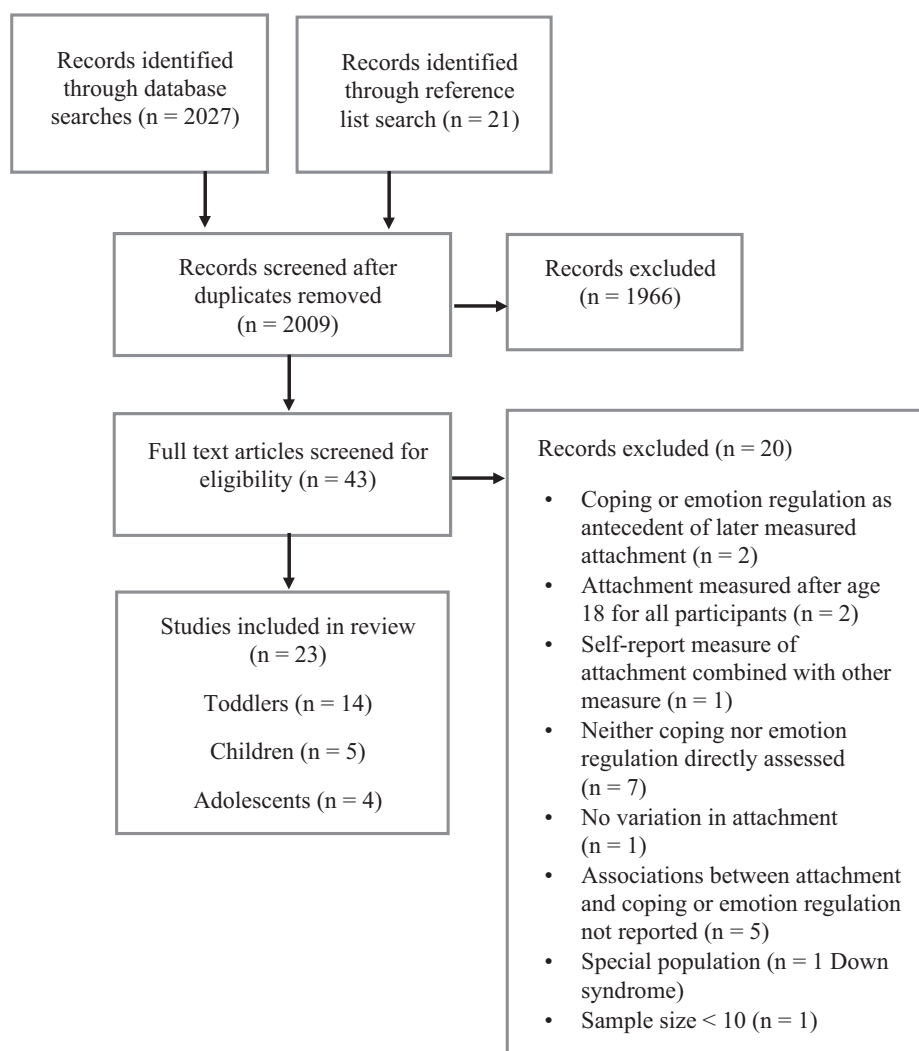 Records identified
through database
searches (n = 2027)
Records identified
through reference
list search (n = 21)
Records screened after
duplicates removed
(n = 2009)
Records excluded
(n = 1966)
Full text articles screened for
eligibility (n = 43)
Records excluded (n = 20)
• Coping or emotion regulation as
antecedent of later measured
attachment (n = 2)
• Attachment measured after age
18 for all participants (n = 2)
• Self-report measure of
attachment combined with other
measure (n = 1)
• Neither coping nor emotion
regulation directly assessed
(n = 7)
• No variation in attachment
(n = 1)
• Associations between attachment
and coping or emotion regulation
not reported (n = 5)
• Special population (n = 1 Down
syndrome)
• Sample size < 10 (n = 1)
Studies included in review
(n = 23)
Toddlers (n = 14)
Children (n = 5)
Adolescents (n = 4)